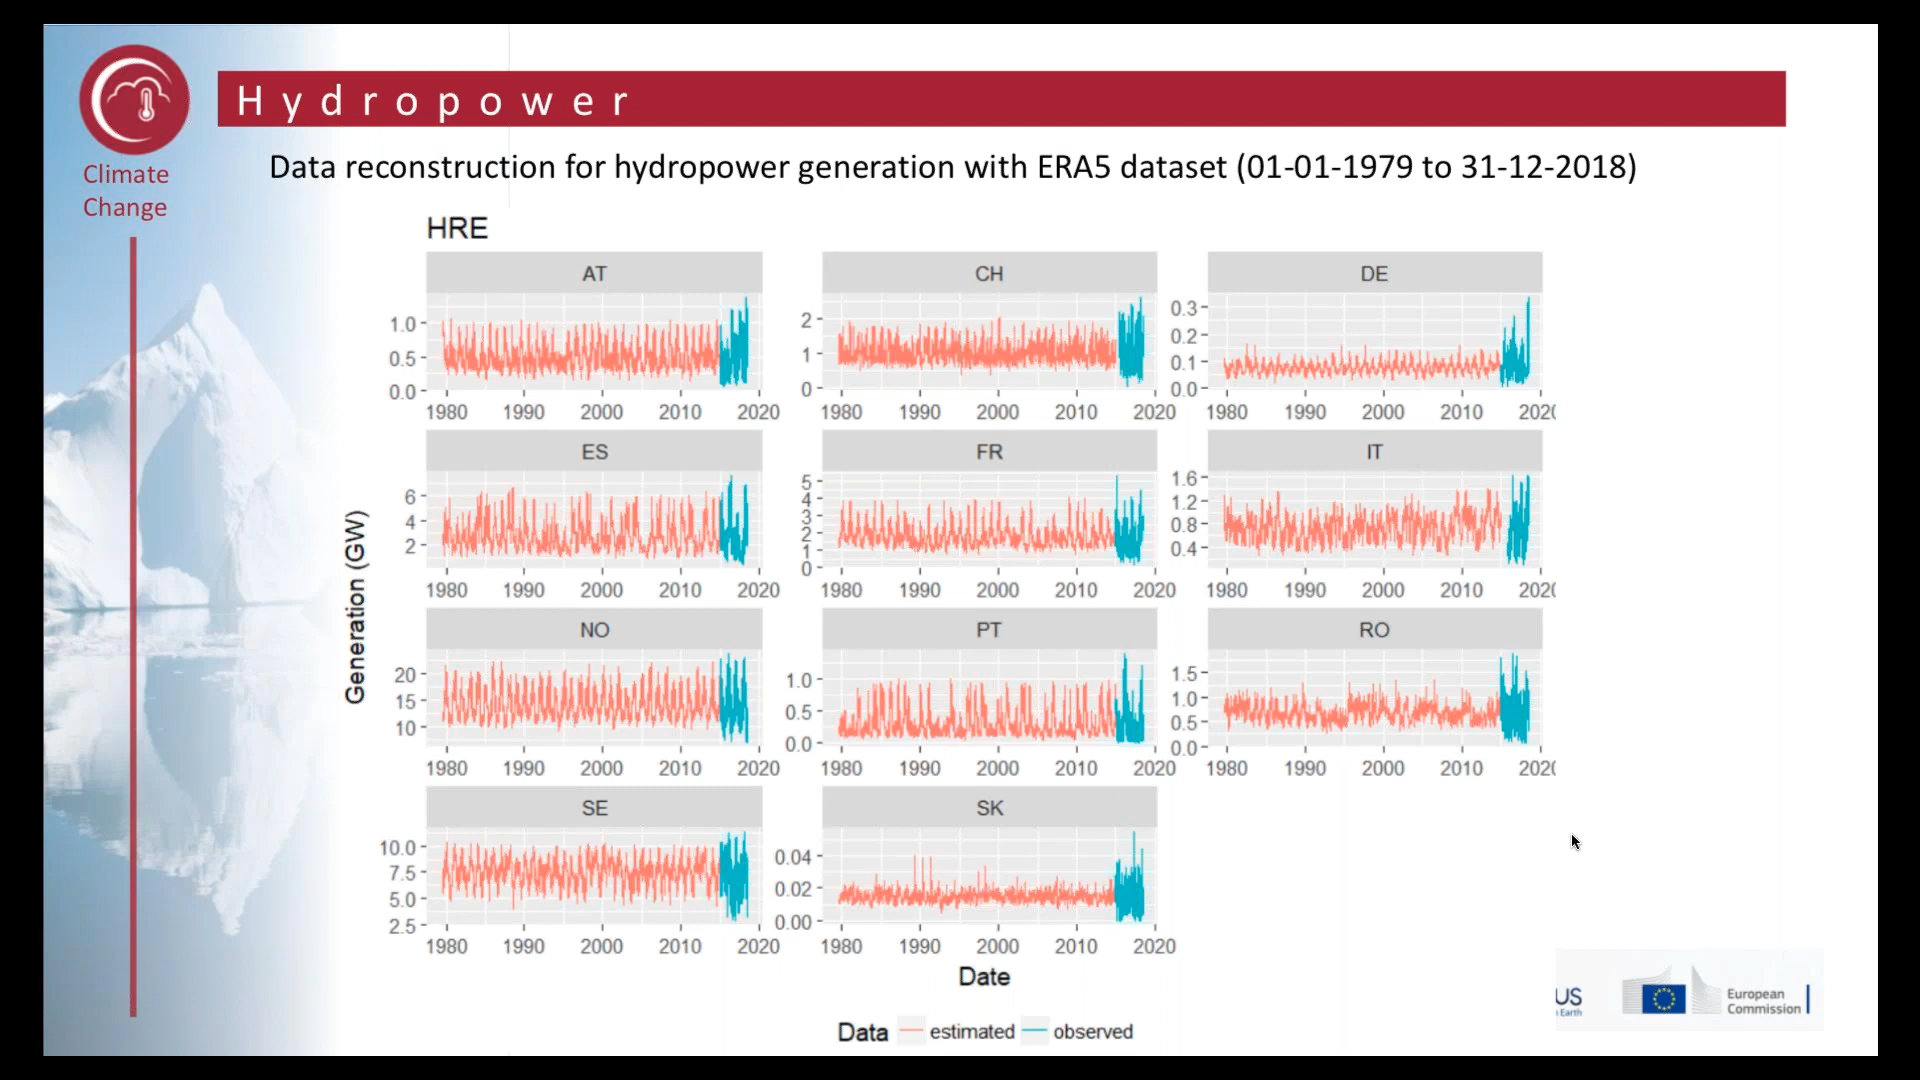 Hydropower
Climate
Change
Data reconstruction for hydropower generation with ERA5 dataset (01-01-1979 to 31-12-2018)
HRE
AT CH DE
1.0 0.5 0.0
2 1 0
0.3 0.2 0.1 0.0
1980 1990 2000 2010 2020 1980 1990 2000 2010 2020 1980 1990 2000 2010 2020
ES FR IT
6 4 2
5 4 3 2 1 0
1.6 1.2 0.8 0.4
1980 1990 2000 2010 2020 1980 1990 2000 2010 2020 1980 1990 2000 2010 2020
Generation (GW)
NO PT RO
20 15 10
1.0 0.5 0.0
1.5 1.0 0.5 0.0
1980 1990 2000 2010 2020 1980 1990 2000 2010 2020 1980 1990 2000 2010 2020
SE SK
10.0 7.5 5.0 2.5
0.04 0.02 0.00
1980 1990 2000 2010 2020 1980 1990 2000 2010 2020
Date
Data estimated observed
US
Earth
European
Commission